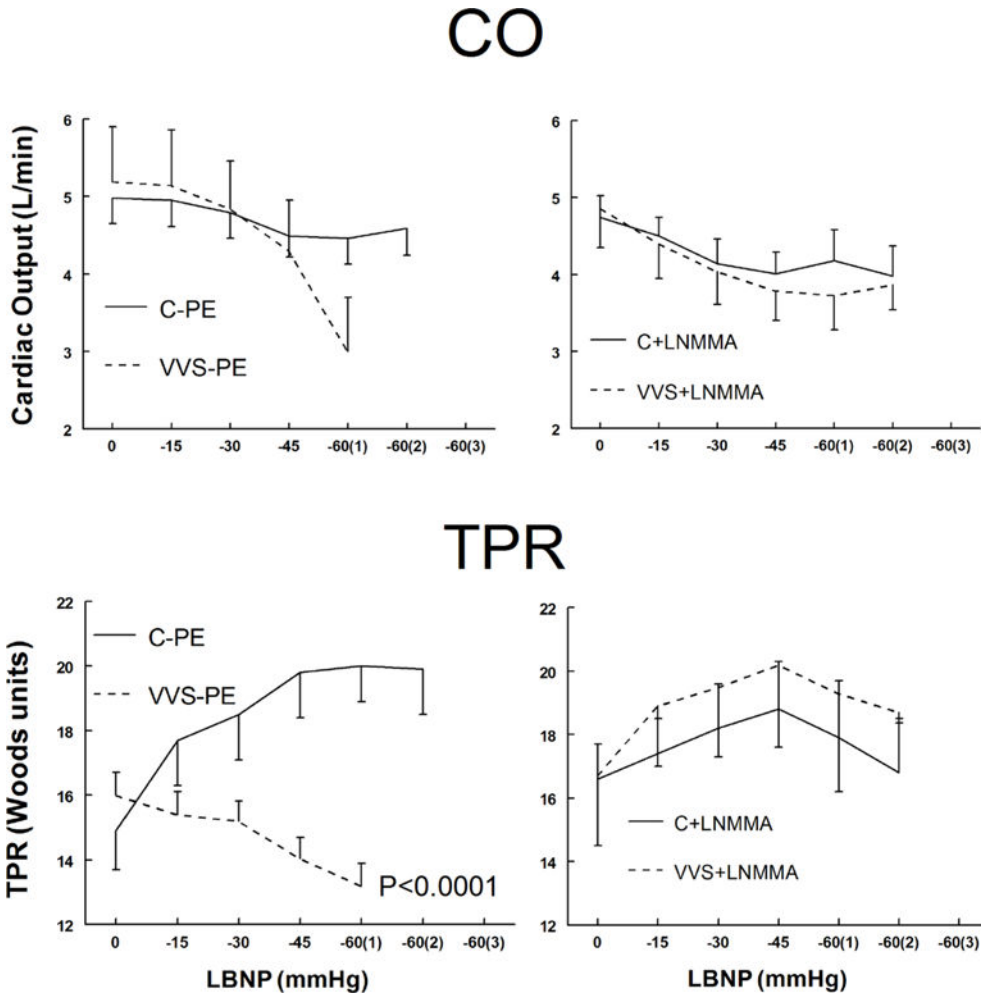 CO
Cardiac Output (L/min)
6
5
4
3
2
C-PE
VVS-PE
0 -15 -30 -45 -60(1) -60(2) -60(3)
6
5
4
3
2
C+LNMMA
VVS+LNMMA
0 -15 -30 -45 -60(1) -60(2) -60(3)
TPR
TPR (Woods units)
22
20
18
16
14
12
C-PE
VVS-PE
P<0.0001
0 -15 -30 -45 -60(1) -60(2) -60(3)
LBNP (mmHg)
22
20
18
16
14
12
C+LNMMA
VVS+LNMMA
0 -15 -30 -45 -60(1) -60(2) -60(3)
LBNP (mmHg)